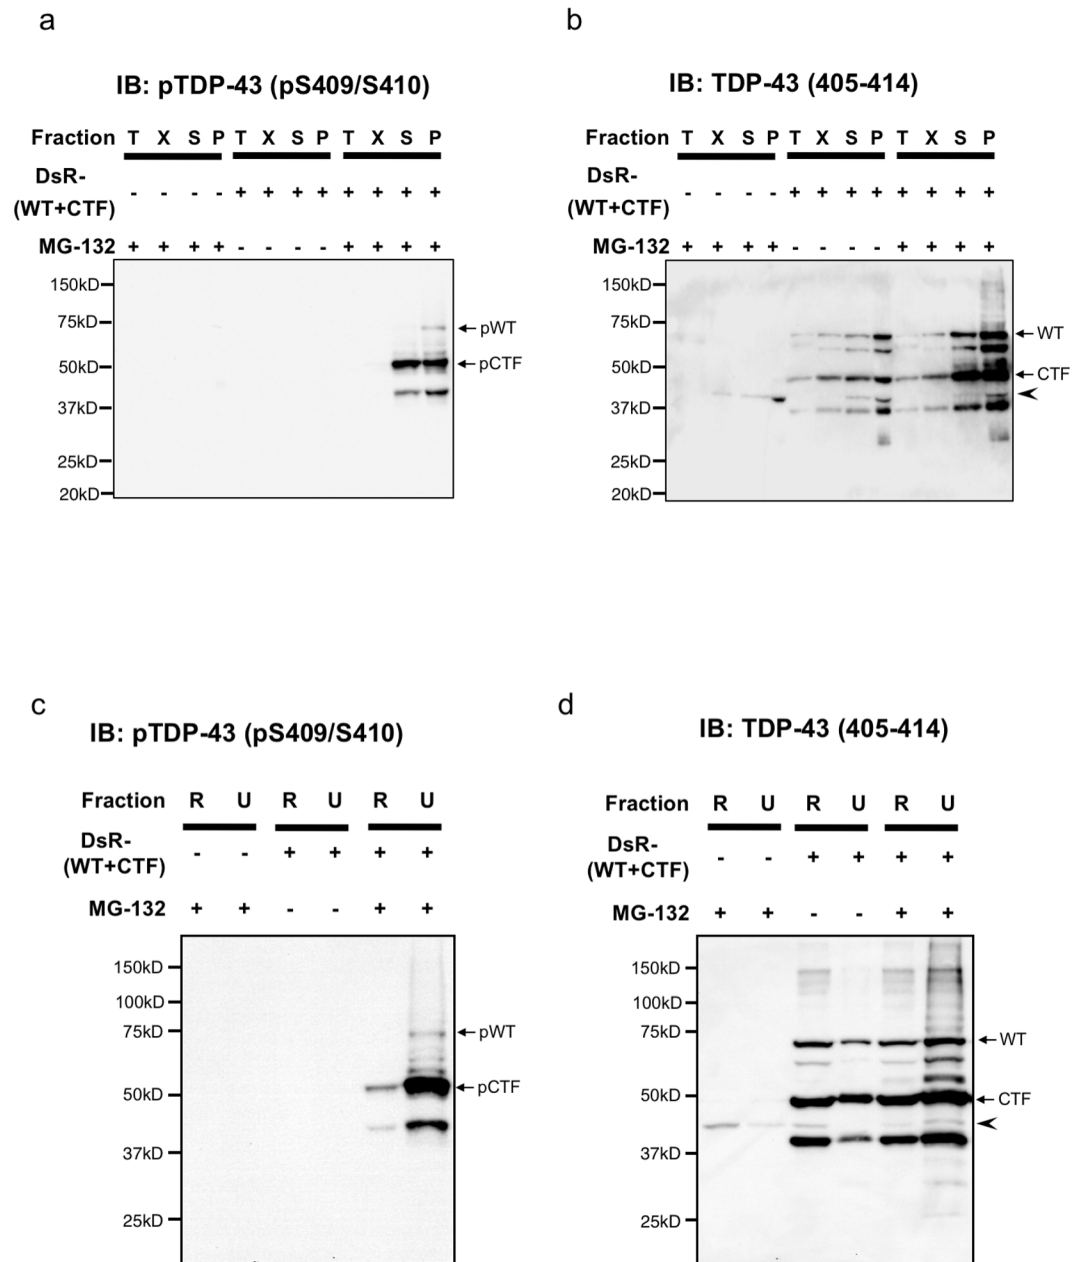 a
IB: pTDP-43 (pS409/S410)
Fraction T X S P T X S P T X S P
DsR-
(WT+CTF)
- - - - + + + + + + + +
MG-132 + + + + - - - - + + + +
150kD
75kD
50kD
37kD
25kD
20kD
pWT
pCTF
b
IB: TDP-43 (405-414)
Fraction T X S P T X S P T X S P
DsR-
(WT+CTF)
- - - - + + + + + + + +
MG-132 + + + + - - - - + + + +
150kD
75kD
50kD
37kD
25kD
20kD
WT
CTF
c
IB: pTDP-43 (pS409/S410)
Fraction R U R U R U
DsR-
(WT+CTF)
- - + + + +
MG-132 + + - - + +
150kD
100kD
75kD
50kD
37kD
25kD
pWT
pCTF
d
IB: TDP-43 (405-414)
Fraction R U R U R U
DsR-
(WT+CTF)
- - + + + +
MG-132 + + - - + +
150kD
100kD
75kD
50kD
37kD
25kD
WT
CTF